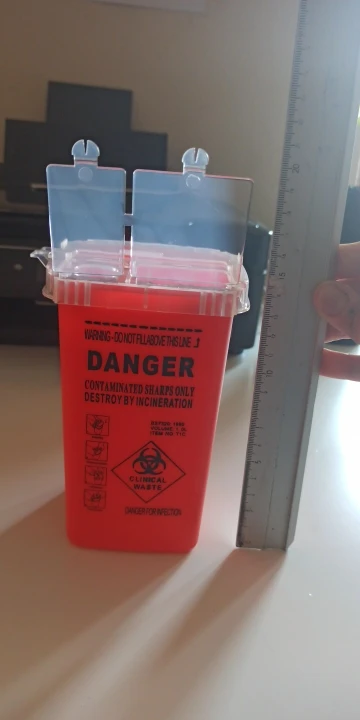 WARNING - DO NOT FILL ABOVE THIS LINE
DANGER
CONTAMINATED SHARPS ONLY
DESTROY BY INCINERATION
CLINICAL
WASTE
DANGER FOR INFECTION